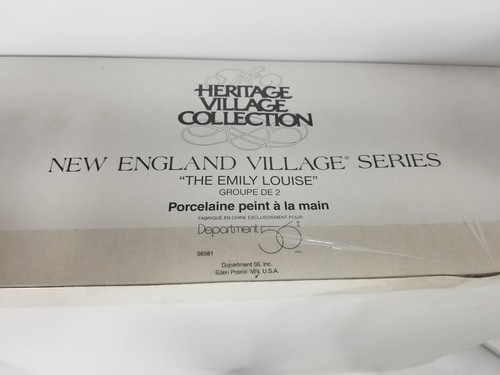 The
HERITAGE
VILLAGE
COLLECTION
NEW ENGLAND VILLAGE® SERIES
"THE EMILY LOUISE"
GROUPE DE 2
Porcelaine peint à la main
FABRIQUÉ EN CHINE EXCLUSIVEMENT POUR
Department 56
56581
Department 56, Inc.
Eden Prairie, MN, U.S.A.